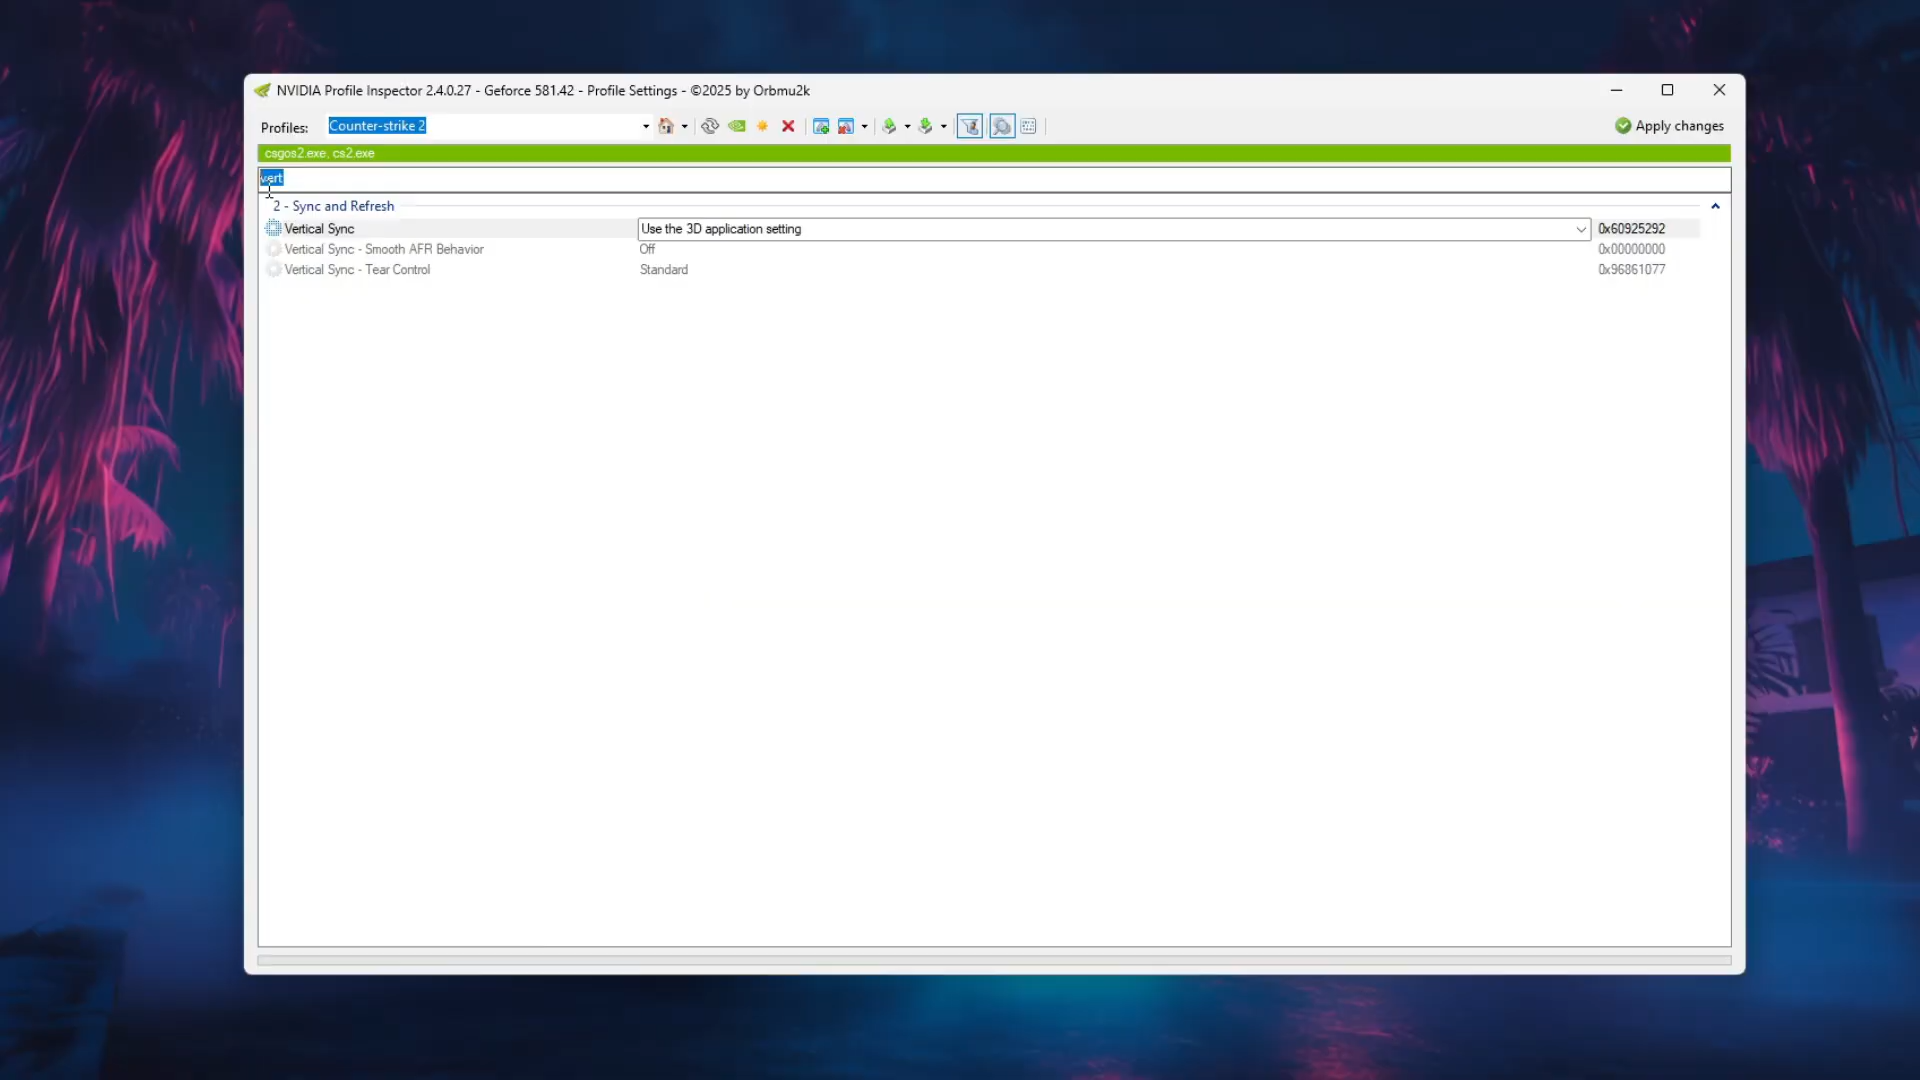 NVIDIA Profile Inspector 2.4.0.27 - Geforce 581.42 - Profile Settings - ©2025 by Orbmu2k
Profiles: Counter-strike 2 Apply changes
csgos2.exe, cs2.exe
vert
2 - Sync and Refresh
Vertical Sync Use the 3D application setting 0x60925292
Vertical Sync - Smooth AFR Behavior Off 0x00000000
Vertical Sync - Tear Control Standard 0x96861077